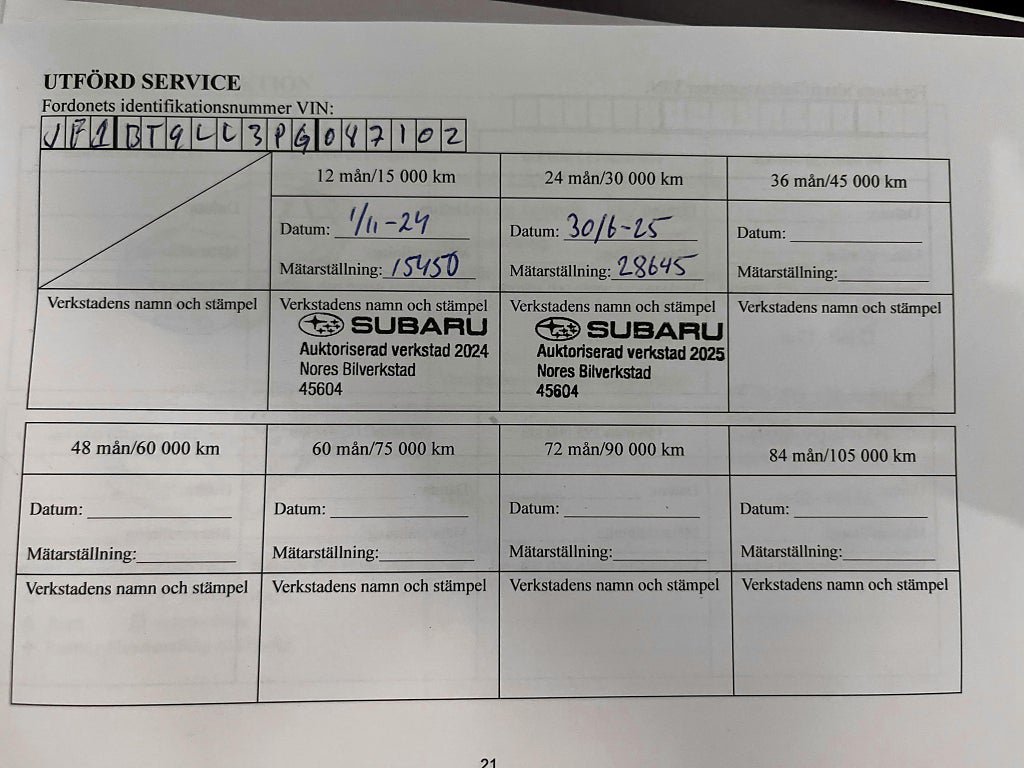 UTFÖRD SERVICE
Fordonets identifikationsnummer VIN:
JF1BT9LL3PG047102
12 mån/15 000 km
24 mån/30 000 km
36 mån/45 000 km
Datum: 1/11-24
Datum: 30/6-25
Datum:
Mätarställning: 15450
Mätarställning: 28645
Mätarställning:
Verkstadens namn och stämpel
Verkstadens namn och stämpel
SUBARU
Auktoriserad verkstad 2024
Nores Bilverkstad
45604
Verkstadens namn och stämpel
SUBARU
Auktoriserad verkstad 2025
Nores Bilverkstad
45604
Verkstadens namn och stämpel
48 mån/60 000 km
60 mån/75 000 km
72 mån/90 000 km
84 mån/105 000 km
Datum:
Datum:
Datum:
Datum:
Mätarställning:
Mätarställning:
Mätarställning:
Mätarställning:
Verkstadens namn och stämpel
Verkstadens namn och stämpel
Verkstadens namn och stämpel
Verkstadens namn och stämpel
21